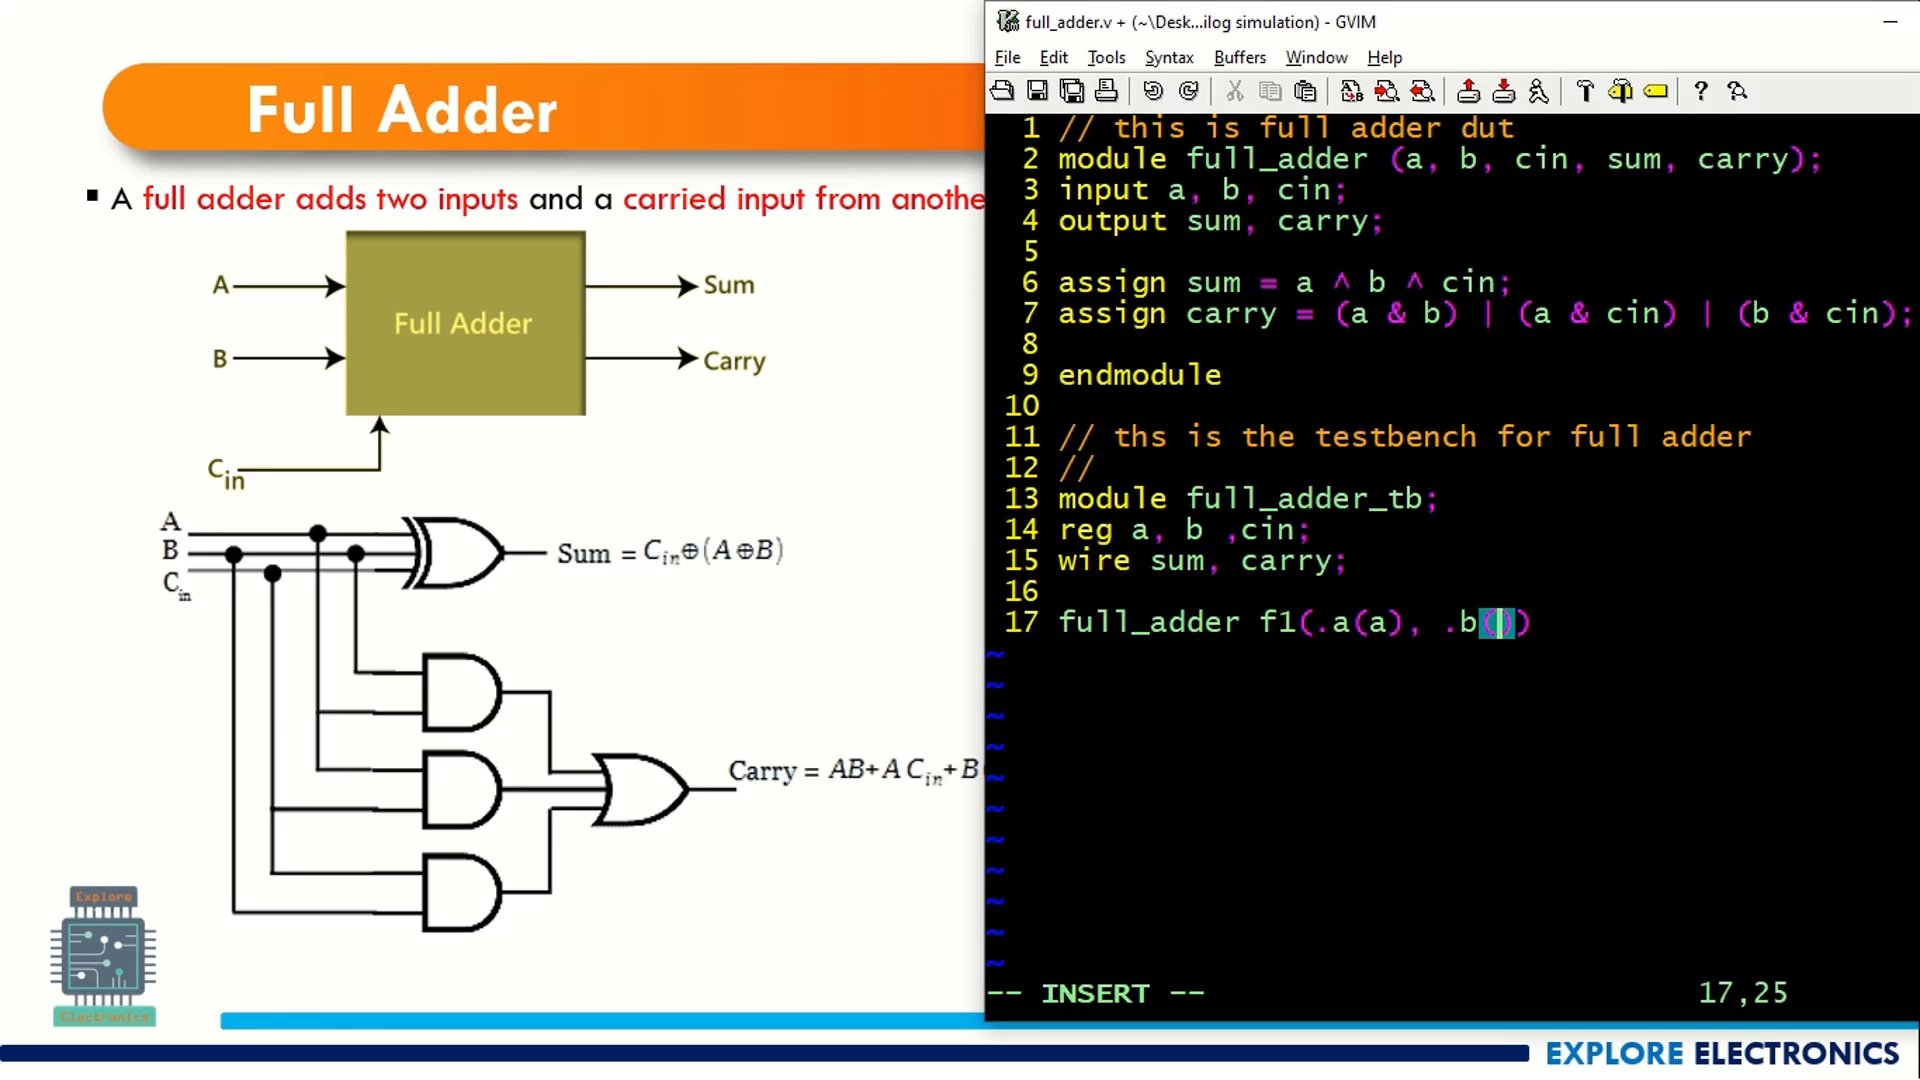 Full Adder
▪ A full adder adds two inputs and a carried input from anothe
A
B
Cin
Full Adder
Sum
Carry
A
B
Cin
Sum = Cin⊕(A⊕B)
Carry = AB+A Cin+B
Explore
Electronics
full_adder.v + (~\Desk...ilog simulation) - GVIM
File Edit Tools Syntax Buffers Window Help
1 // this is full adder dut
2 module full_adder (a, b, cin, sum, carry);
3 input a, b, cin;
4 output sum, carry;
5
6 assign sum = a ^ b ^ cin;
7 assign carry = (a & b) | (a & cin) | (b & cin);
8
9 endmodule
10
11 // ths is the testbench for full adder
12 //
13 module full_adder_tb;
14 reg a, b ,cin;
15 wire sum, carry;
16
17 full_adder f1(.a(a), .b())
~
~
~
~
~
~
~
~
~
~
~
-- INSERT -- 17,25
EXPLORE ELECTRONICS